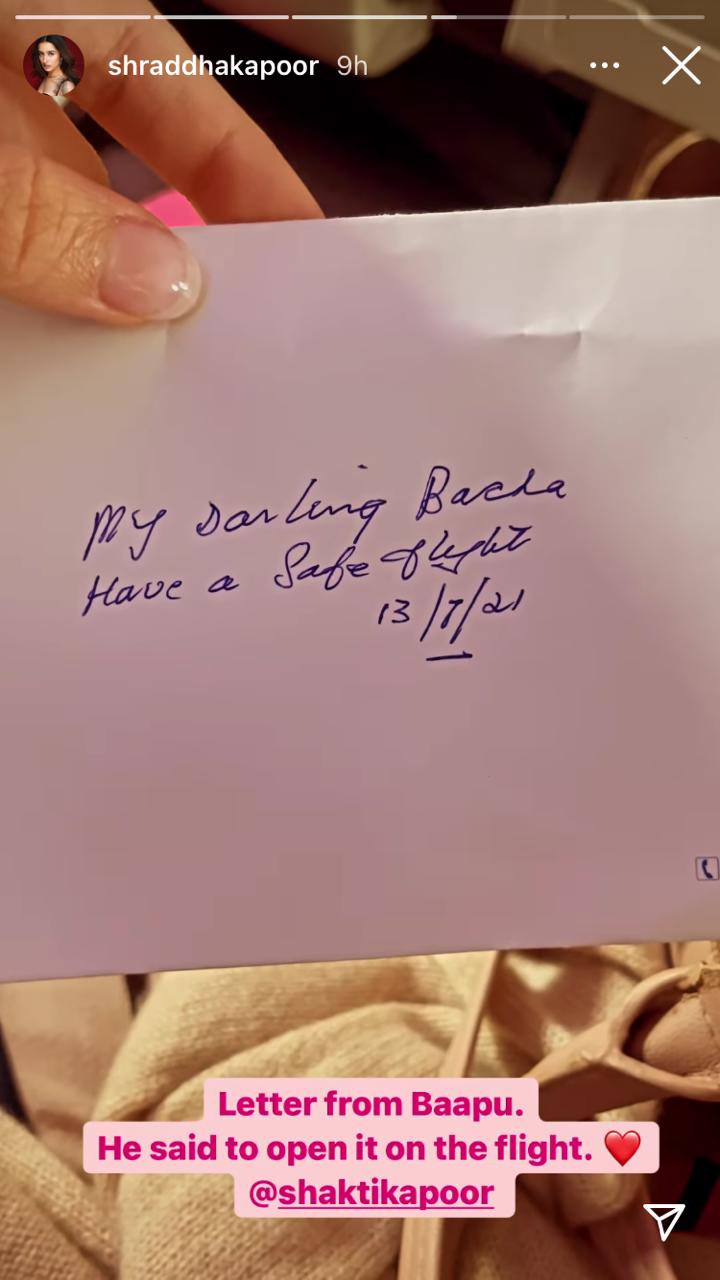 shraddhakapoor 9h
My Darling Bacha
Have a Safe flight
13/7/21
Letter from Baapu.
He said to open it on the flight. ❤️
@shaktikapoor